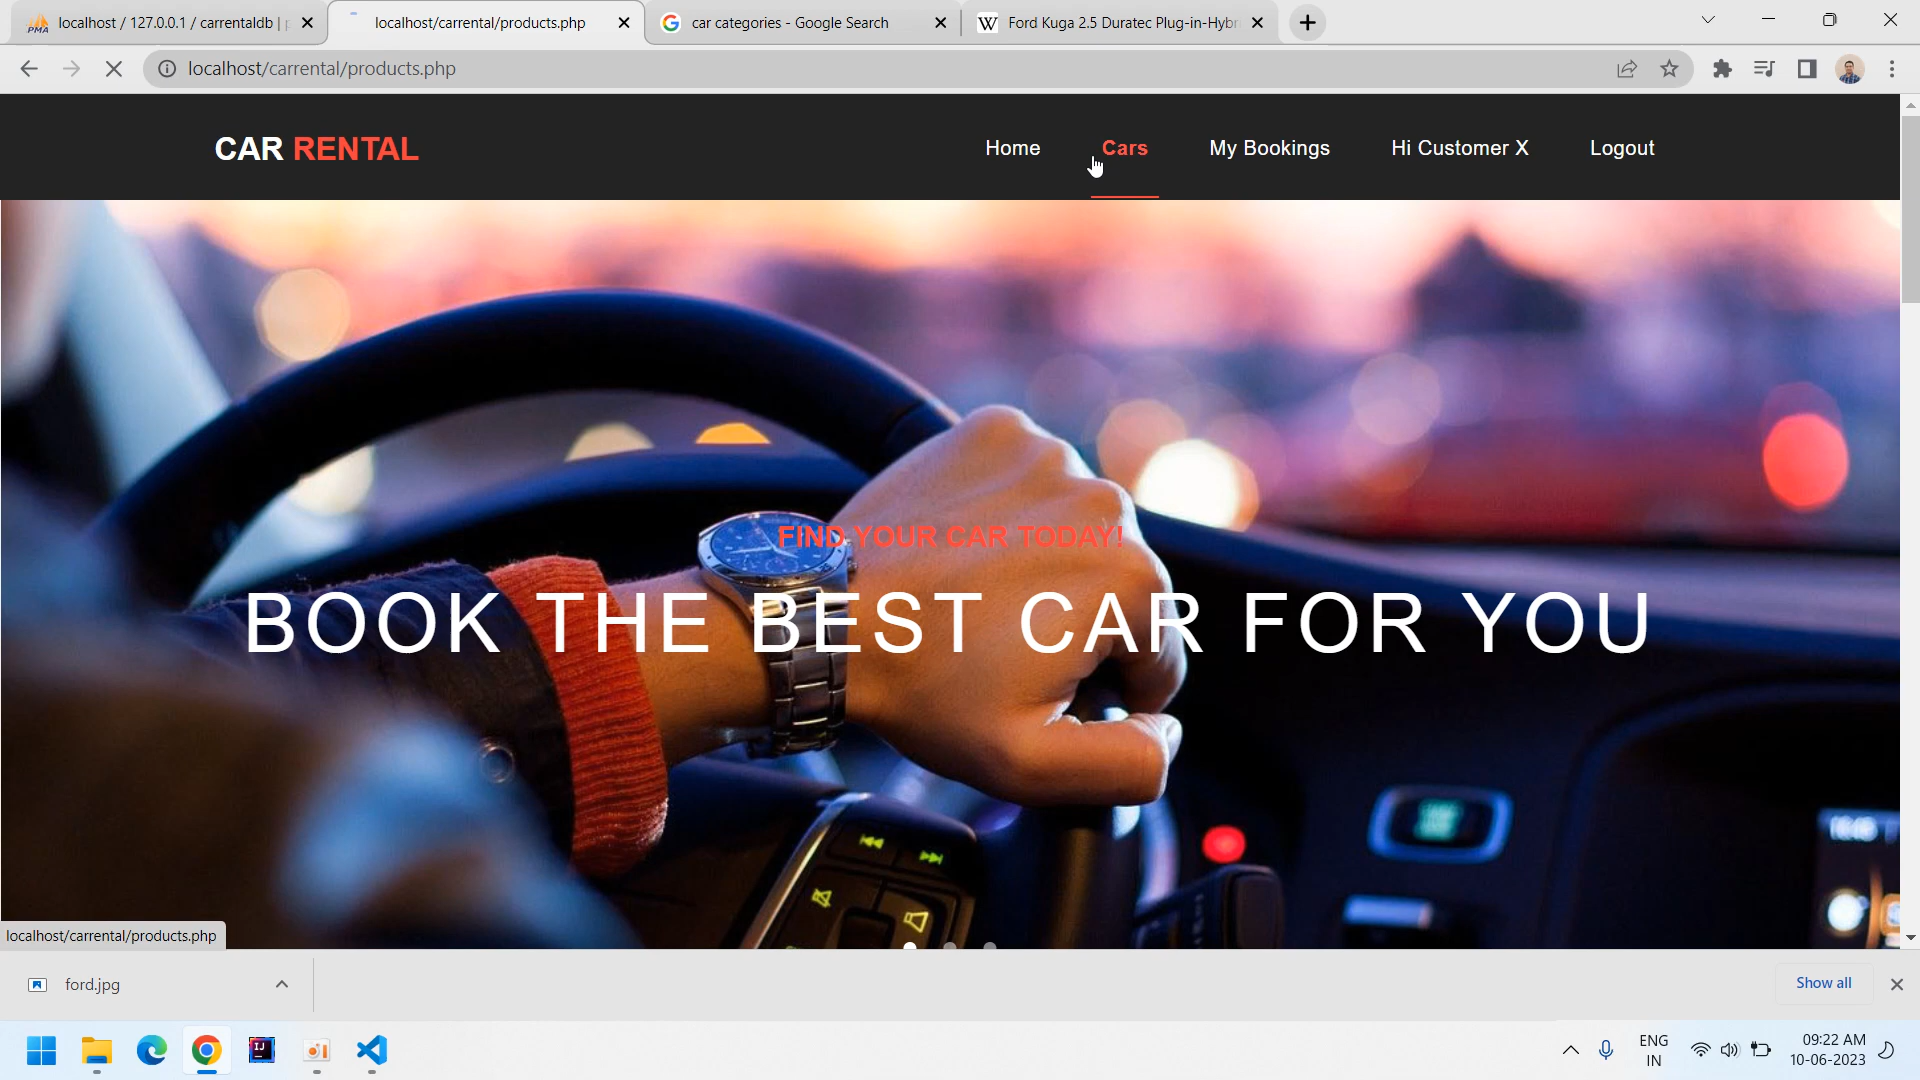 localhost / 127.0.0.1 / carrentaldb | p
localhost/carrental/products.php
car categories - Google Search
Ford Kuga 2.5 Duratec Plug-in-Hybr
localhost/carrental/products.php
CAR RENTAL
Home
Cars
My Bookings
Hi Customer X
Logout
FIND YOUR CAR TODAY!
BOOK THE BEST CAR FOR YOU
localhost/carrental/products.php
ford.jpg
Show all
ENG
IN
09:22 AM
10-06-2023